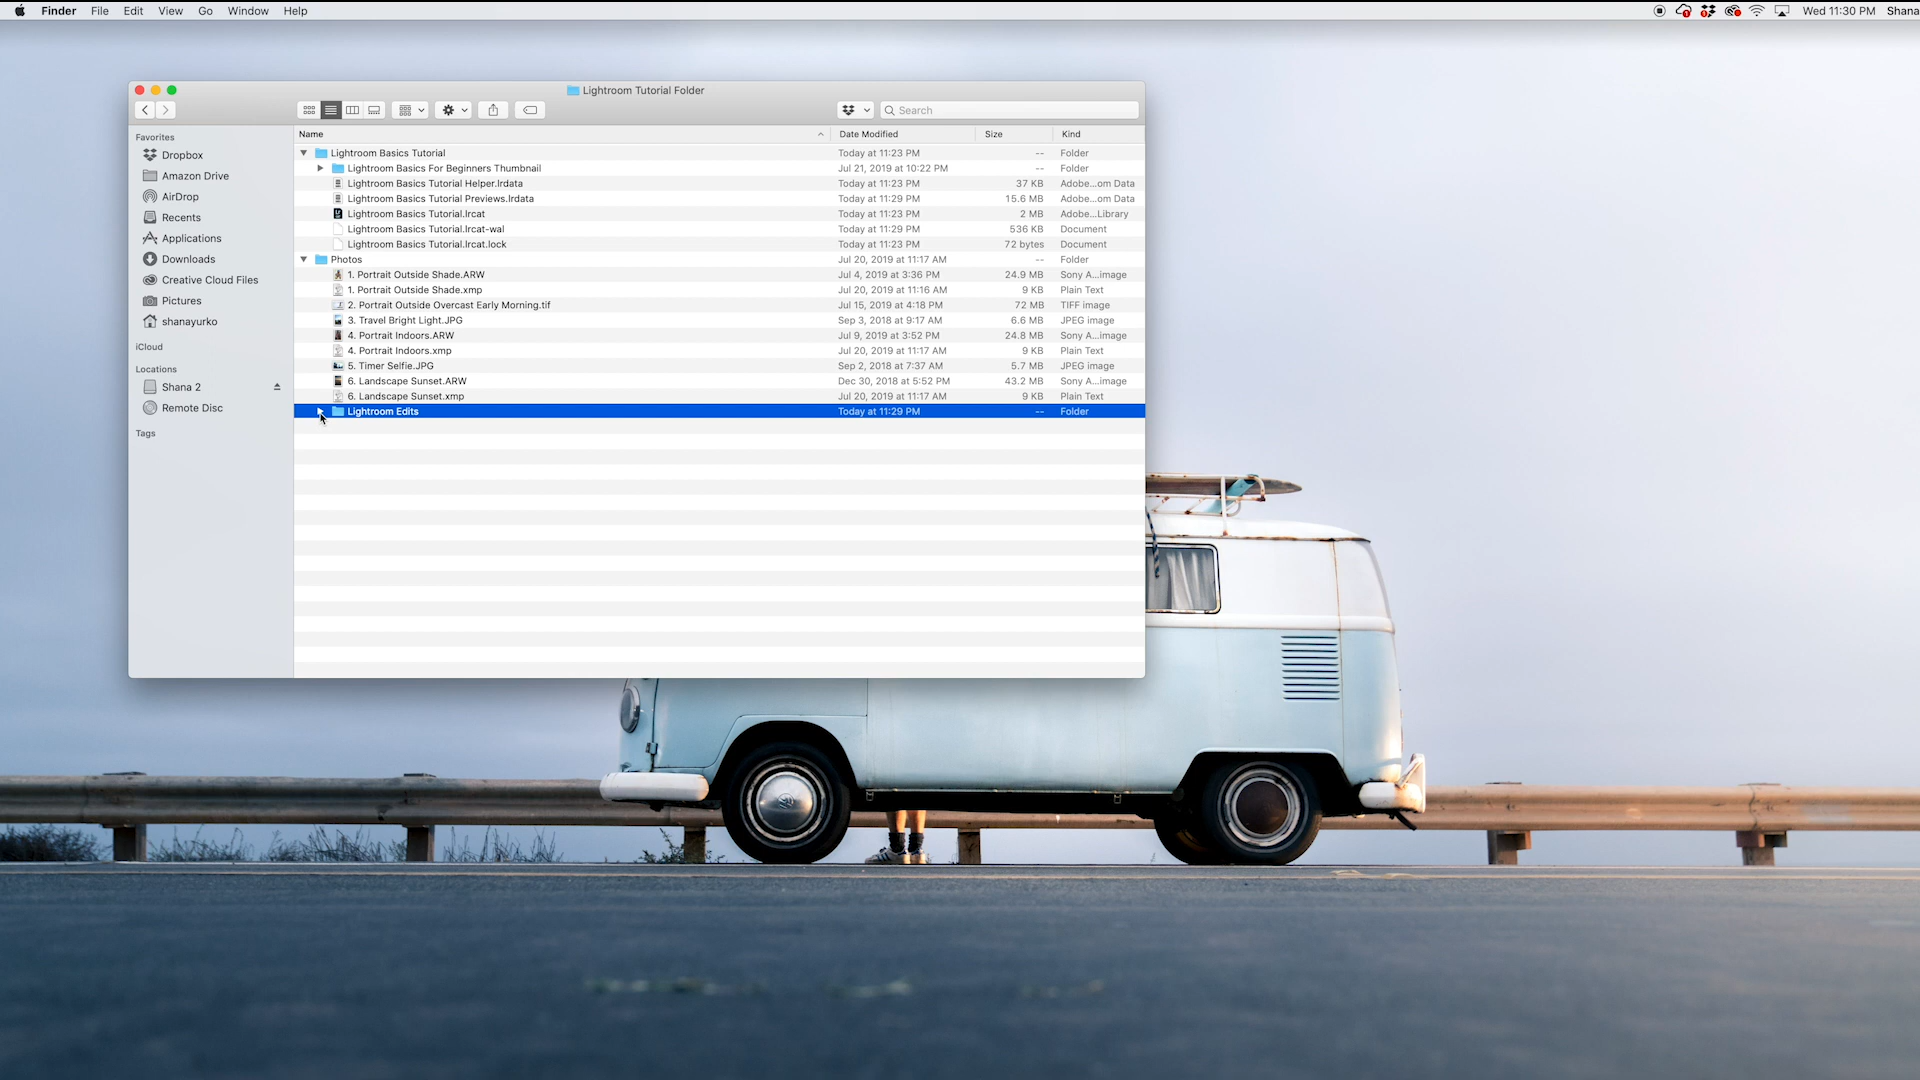 Finder File Edit View Go Window Help Wed 11:30 PM Shana
Lightroom Tutorial Folder
Search
Favorites
Dropbox
Amazon Drive
AirDrop
Recents
Applications
Downloads
Creative Cloud Files
Pictures
shanayurko
iCloud
Locations
Shana 2
Remote Disc
Tags
Name Date Modified Size Kind
Lightroom Basics Tutorial Today at 11:23 PM -- Folder
Lightroom Basics For Beginners Thumbnail Jul 21, 2019 at 10:22 PM -- Folder
Lightroom Basics Tutorial Helper.lrdata Today at 11:23 PM 37 KB Adobe...om Data
Lightroom Basics Tutorial Previews.lrdata Today at 11:29 PM 15.6 MB Adobe...om Data
Lightroom Basics Tutorial.lrcat Today at 11:23 PM 2 MB Adobe...Library
Lightroom Basics Tutorial.lrcat-wal Today at 11:29 PM 536 KB Document
Lightroom Basics Tutorial.lrcat.lock Today at 11:23 PM 72 bytes Document
Photos Jul 20, 2019 at 11:17 AM -- Folder
1. Portrait Outside Shade.ARW Jul 4, 2019 at 3:36 PM 24.9 MB Sony A...image
1. Portrait Outside Shade.xmp Jul 20, 2019 at 11:16 AM 9 KB Plain Text
2. Portrait Outside Overcast Early Morning.tif Jul 15, 2019 at 4:18 PM 72 MB TIFF image
3. Travel Bright Light.JPG Sep 3, 2018 at 9:17 AM 6.6 MB JPEG image
4. Portrait Indoors.ARW Jul 9, 2019 at 3:52 PM 24.8 MB Sony A...image
4. Portrait Indoors.xmp Jul 20, 2019 at 11:17 AM 9 KB Plain Text
5. Timer Selfie.JPG Sep 2, 2018 at 7:37 AM 5.7 MB JPEG image
6. Landscape Sunset.ARW Dec 30, 2018 at 5:52 PM 43.2 MB Sony A...image
6. Landscape Sunset.xmp Jul 20, 2019 at 11:17 AM 9 KB Plain Text
Lightroom Edits Today at 11:29 PM -- Folder